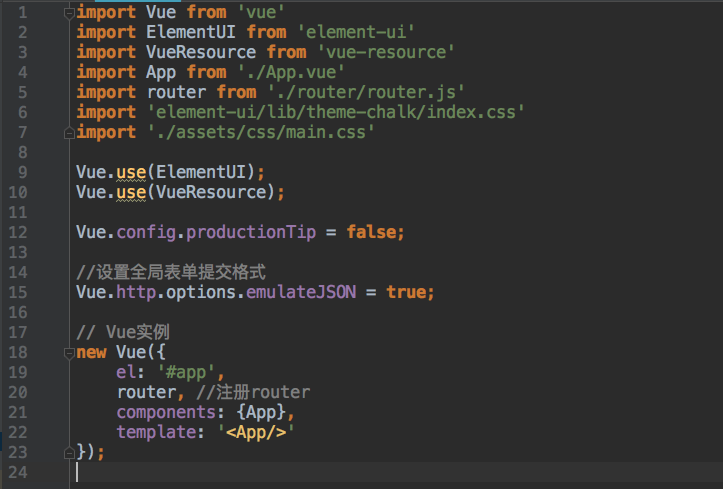 1 import Vue from 'vue'
2 import ElementUI from 'element-ui'
3 import VueResource from 'vue-resource'
4 import App from './App.vue'
5 import router from './router/router.js'
6 import 'element-ui/lib/theme-chalk/index.css'
7 import './assets/css/main.css'
8
9 Vue.use(ElementUI);
10 Vue.use(VueResource);
11
12 Vue.config.productionTip = false;
13
14 //设置全局表单提交格式
15 Vue.http.options.emulateJSON = true;
16
17 // Vue实例
18 new Vue({
19     el: '#app',
20     router, //注册router
21     components: {App},
22     template: '<App/>'
23 });
24